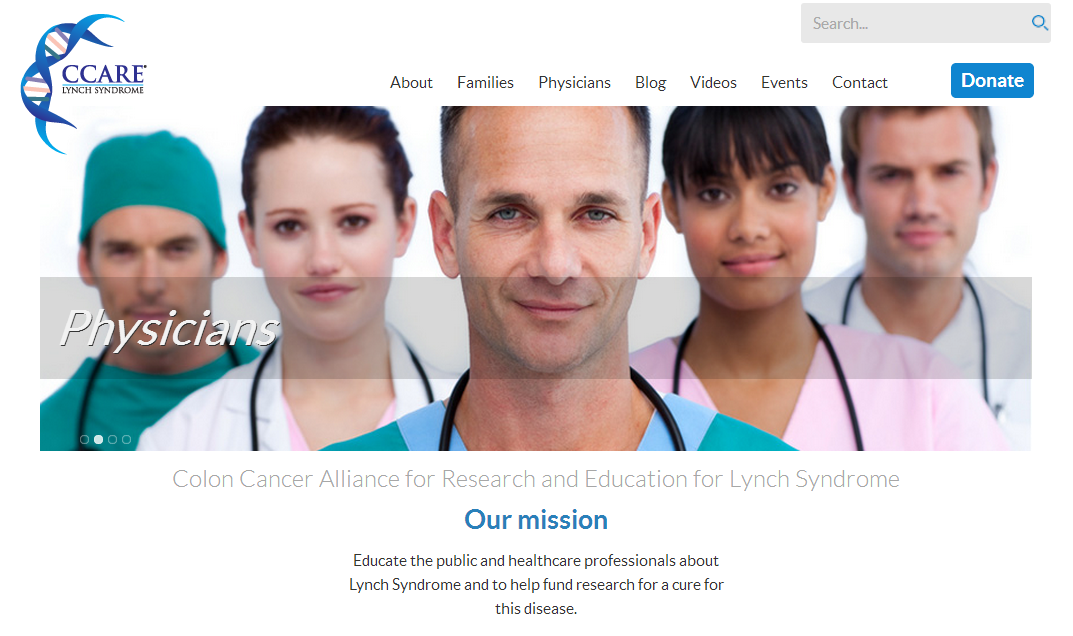 Search...
CCARE
LYNCH SYNDROME
About Families Physicians Blog Videos Events Contact Donate
Physicians
Colon Cancer Alliance for Research and Education for Lynch Syndrome
Our mission
Educate the public and healthcare professionals about
Lynch Syndrome and to help fund research for a cure for
this disease.